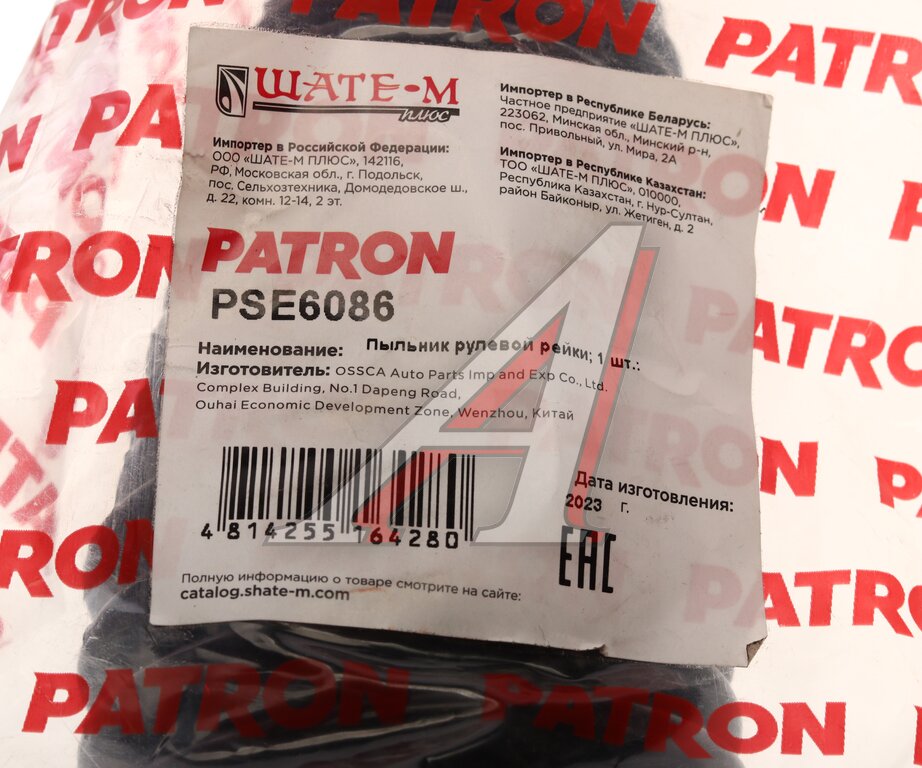 ШАТЕ-М
плюс
Импортер в Российской Федерации:
ООО «ШАТЕ-М ПЛЮС», 142116,
РФ, Московская обл., г. Подольск,
пос. Сельхозтехника, Домодедовское ш.,
д. 22, комн. 12-14, 2 эт.
Импортер в Республике Беларусь:
Частное предприятие «ШАТЕ-М ПЛЮС»,
223062, Минская обл., Минский р-н,
пос. Привольный, ул. Мира, 2А
Импортер в Республике Казахстан:
ТОО «ШАТЕ-М ПЛЮС», 010000,
Республика Казахстан, г. Нур-Султан,
район Байконыр, ул. Жетиген, д. 2
PATRON
PSE6086
Наименование: Пыльник рулевой рейки; 1 шт.:
Изготовитель: OSSCA Auto Parts Imp and Exp Co., Ltd.
Complex Building, No.1 Dapeng Road,
Ouhai Economic Development Zone, Wenzhou, Китай
4 814255 164280
Дата изготовления:
2023 г.
EAC
Полную информацию о товаре смотрите на сайте:
catalog.shate-m.com
PATRON
PATRON
PATRON